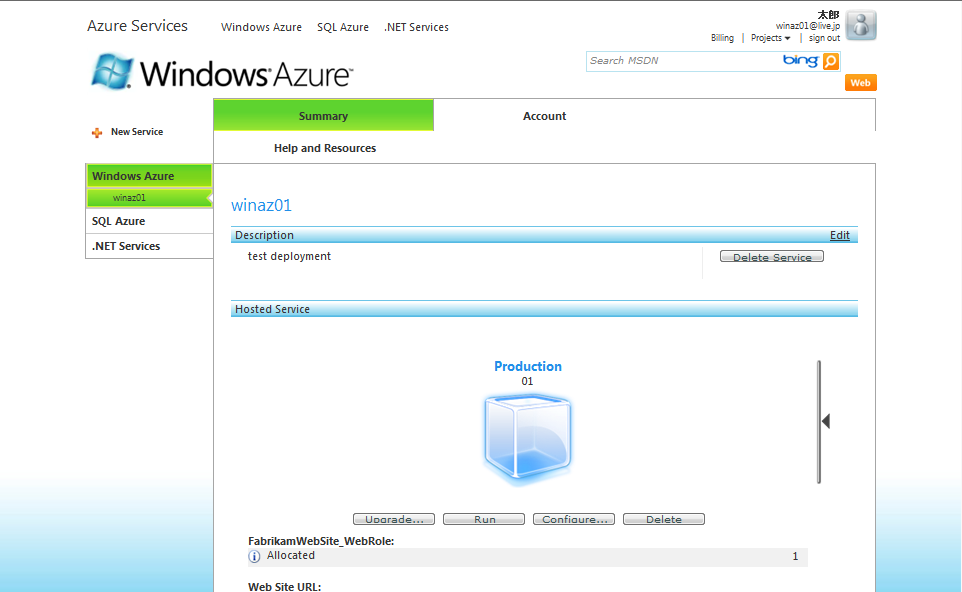 Azure Services
Windows Azure SQL Azure .NET Services
太郎
winaz01@live.jp
Billing | Projects | sign out
Windows Azure™
Search MSDN bing
Web
New Service
Summary Account
Help and Resources
Windows Azure
winaz01
SQL Azure
.NET Services
winaz01
Description Edit
test deployment Delete Service
Hosted Service
Production
01
Upgrade... Run Configure... Delete
FabrikamWebSite_WebRole:
Allocated 1
Web Site URL: